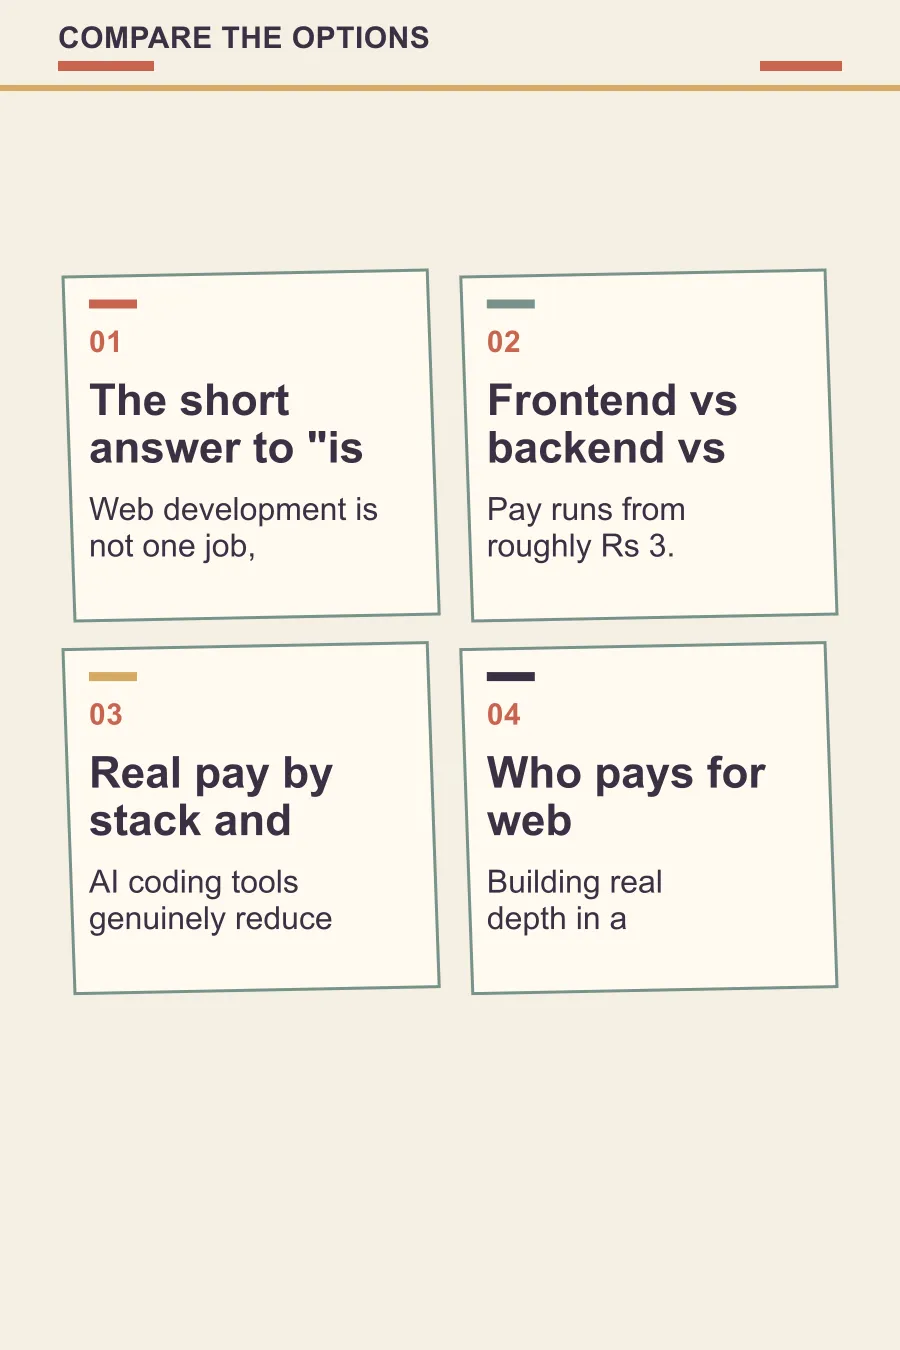 COMPARE THE OPTIONS
01
The short
answer to "is
Web development is
not one job,
02
Frontend vs
backend vs
Pay runs from
roughly Rs 3.
03
Real pay by
stack and
AI coding tools
genuinely reduce
04
Who pays for
web
Building real
depth in a